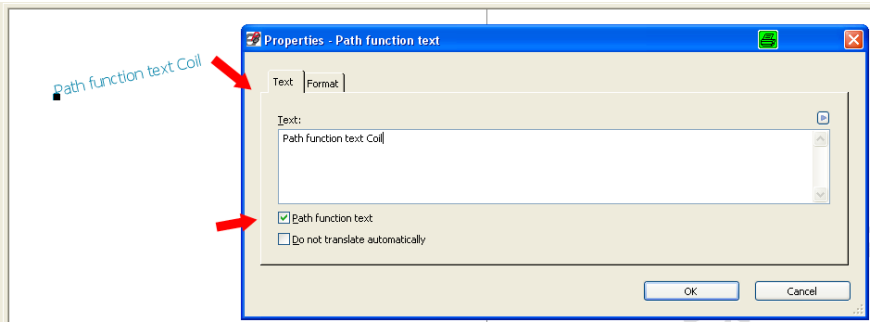 Properties - Path function text
Path function text Coil
Text
Format
Text:
Path function text Coil
Path function text
Do not translate automatically
OK
Cancel